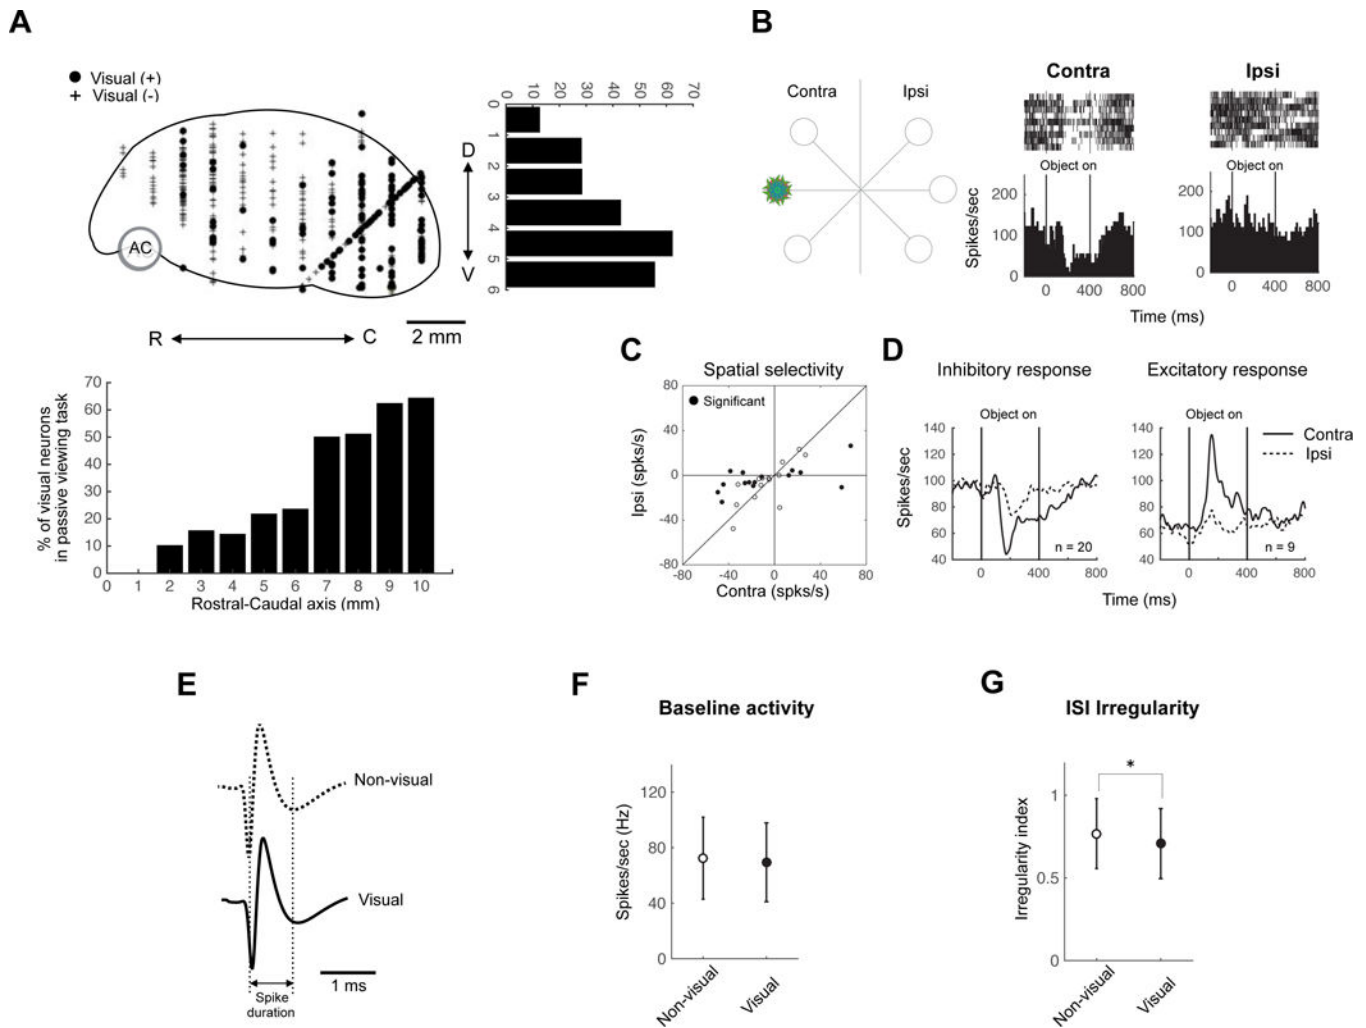 A
Visual (+)
Visual (-)
AC
R
C
2 mm
0 10 20 30 40 50 60 70
0
1
2
3
4
5
6
D
V
% of visual neurons
in passive viewing task
70
60
50
40
30
20
10
0
0 1 2 3 4 5 6 7 8 9 10
Rostral-Caudal axis (mm)
B
Contra
Ipsi
Contra
Ipsi
Object on
Object on
Spikes/sec
200
100
0
0 400 800
200
100
0
0 400 800
Time (ms)
C
Spatial selectivity
Significant
Ipsi (spks/s)
80
40
0
-40
-80
-80 -40 0 40 80
Contra (spks/s)
D
Inhibitory response
Excitatory response
Object on
Object on
Contra
Ipsi
Spikes/sec
140
120
100
80
60
40
n = 20
0 400 800
140
120
100
80
60
40
n = 9
0 400 800
Time (ms)
E
Non-visual
Visual
Spike
duration
1 ms
F
Baseline activity
Spikes/sec (Hz)
120
80
40
0
Non-visual
Visual
G
ISI Irregularity
*
Irregularity index
1
0.5
0
Non-visual
Visual